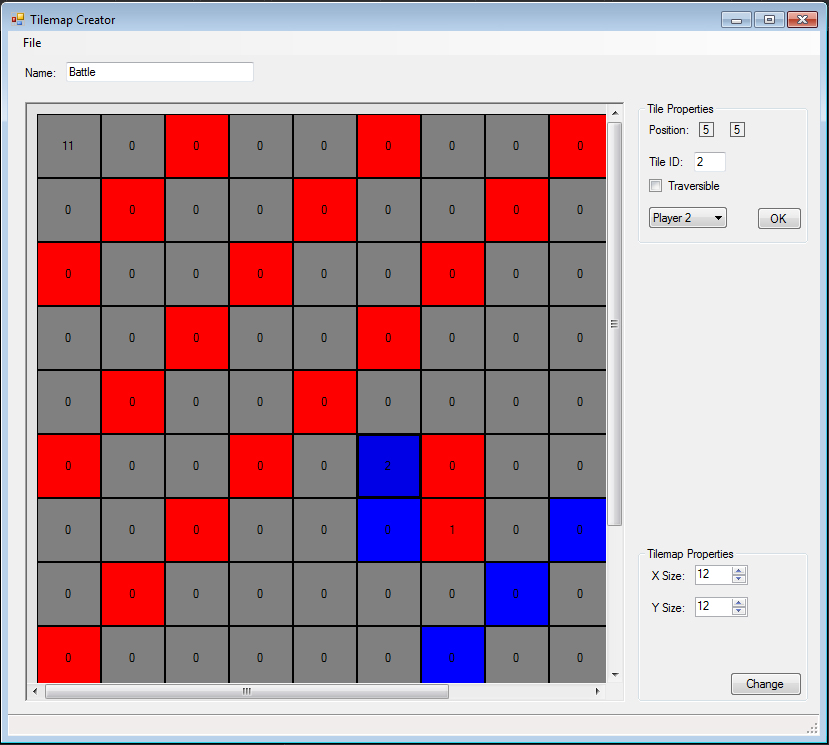 Tilemap Creator
File
Name: Battle
11 0 0 0 0 0 0 0 0
0 0 0 0 0 0 0 0 0
0 0 0 0 0 0 0 0 0
0 0 0 0 0 0 0 0 0
0 0 0 0 0 0 0 0 0
0 0 0 0 0 2 0 0 0
0 0 0 0 0 0 1 0 0
0 0 0 0 0 0 0 0 0
0 0 0 0 0 0 0 0 0
Tile Properties
Position: 5 5
Tile ID: 2
Traversible
Player 2 OK
Tilemap Properties
X Size: 12
Y Size: 12
Change